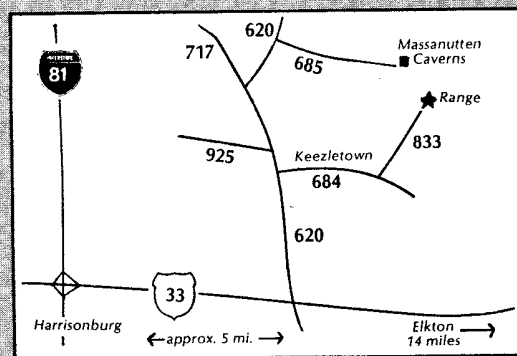 620
717
Massanutten
Caverns
685
81
Range
925
Keezletown
833
684
620
33
Harrisonburg
approx. 5 mi.
Elkton
14 miles